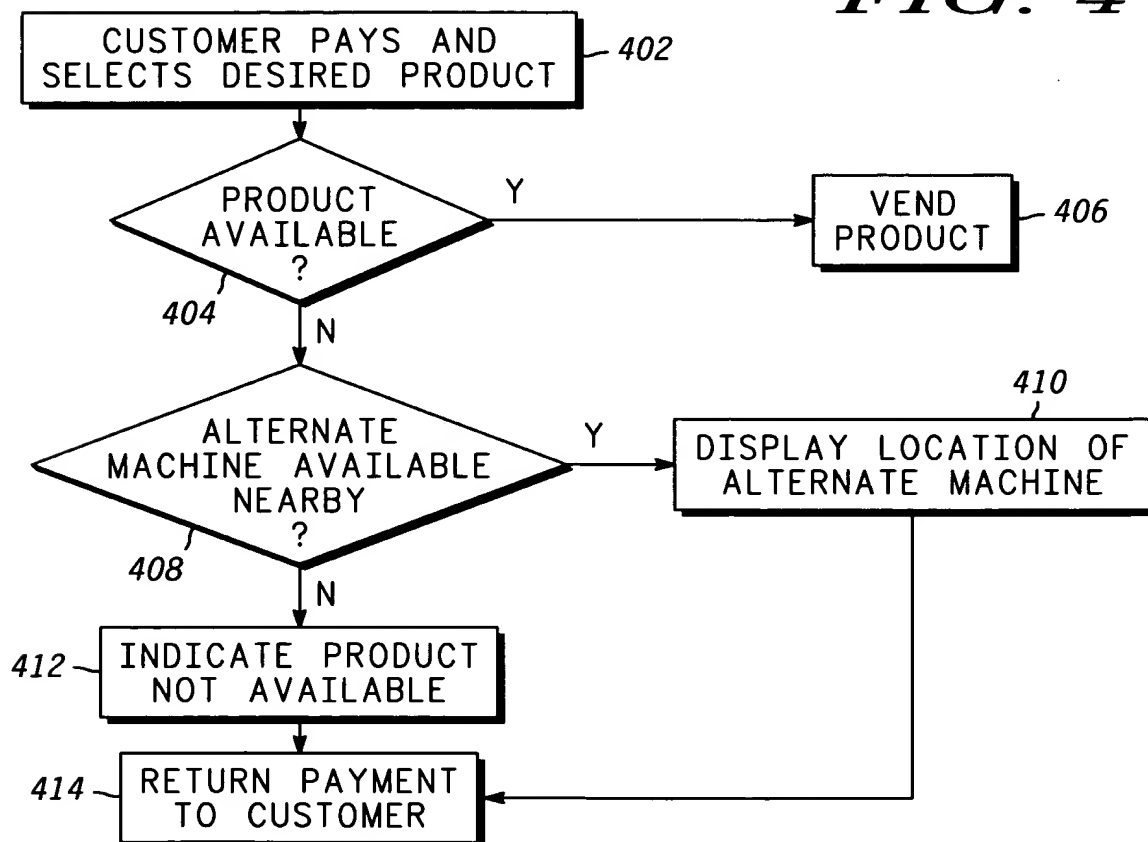 FIG. 4
CUSTOMER PAYS AND
SELECTS DESIRED PRODUCT
402
PRODUCT
AVAILABLE
?
404
Y
VEND
PRODUCT
406
N
ALTERNATE
MACHINE AVAILABLE
NEARBY
?
408
Y
410
DISPLAY LOCATION OF
ALTERNATE MACHINE
N
412
INDICATE PRODUCT
NOT AVAILABLE
414
RETURN PAYMENT
TO CUSTOMER